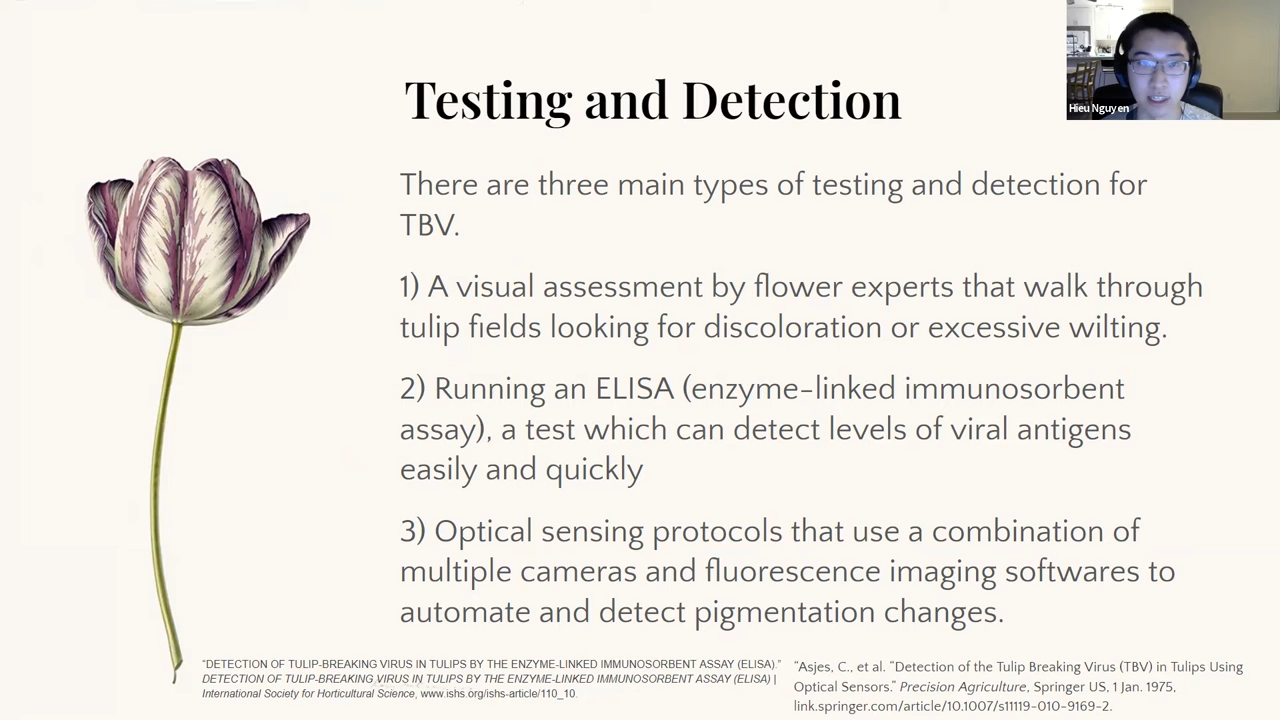 Testing and Detection
Hieu Nguyen
There are three main types of testing and detection for
TBV.
1) A visual assessment by flower experts that walk through
tulip fields looking for discoloration or excessive wilting.
2) Running an ELISA (enzyme-linked immunosorbent
assay), a test which can detect levels of viral antigens
easily and quickly
3) Optical sensing protocols that use a combination of
multiple cameras and fluorescence imaging softwares to
automate and detect pigmentation changes.
“DETECTION OF TULIP-BREAKING VIRUS IN TULIPS BY THE ENZYME-LINKED IMMUNOSORBENT ASSAY (ELISA).”
DETECTION OF TULIP-BREAKING VIRUS IN TULIPS BY THE ENZYME-LINKED IMMUNOSORBENT ASSAY (ELISA) |
International Society for Horticultural Science, www.ishs.org/ishs-article/110_10.
“Asjes, C., et al. “Detection of the Tulip Breaking Virus (TBV) in Tulips Using
Optical Sensors.” Precision Agriculture, Springer US, 1 Jan. 1975,
link.springer.com/article/10.1007/s11119-010-9169-2.